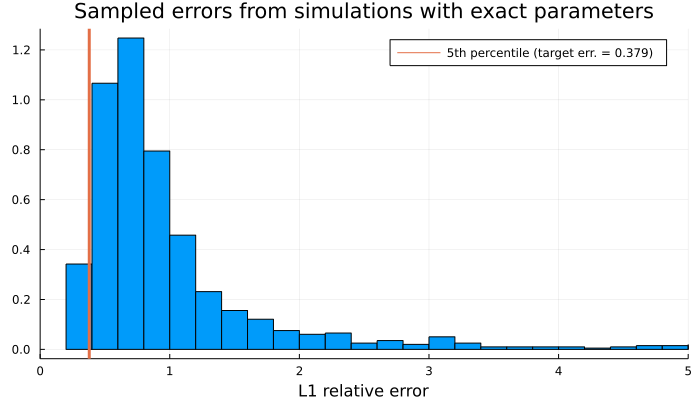 Sampled errors from simulations with exact parameters
5th percentile (target err. = 0.379)
1.2
1.0
0.8
0.6
0.4
0.2
0.0
0 1 2 3 4 5
L1 relative error